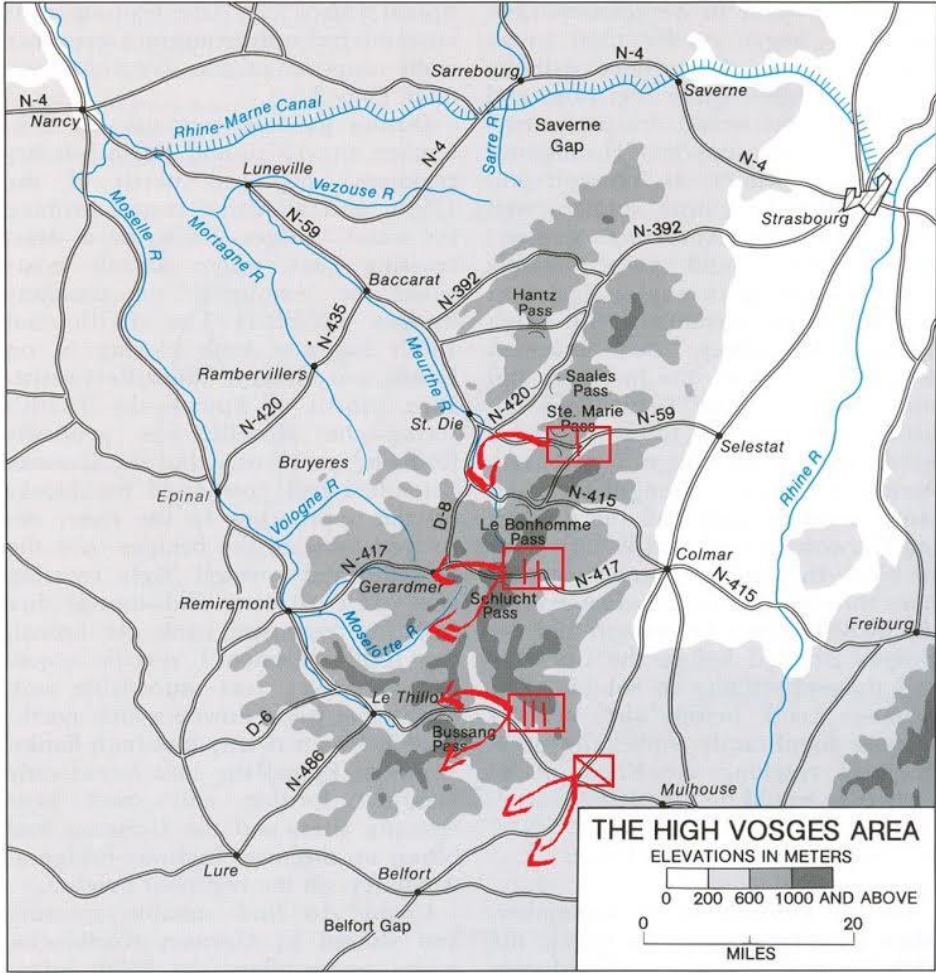 N-4
Sarrebourg
N-4
Saverne
Nancy
Rhine-Marne Canal
Saverne
Gap
Sarre R
N-4
N-4
Luneville
Vezouse R
Strasbourg
Moselle R
Mortagne R
N-59
N-392
Baccarat
N-392
Hantz
Pass
N-435
Meurthe R
Rambervillers
Saales
Pass
N-420
St. Die
N-420
Ste. Marie
Pass
N-59
Selestat
Bruyeres
Rhine R
Epinal
N-415
Vologne R
D-8
Le Bonhomme
Pass
N-417
Gerardmer
N-417
Colmar
Schlucht
Pass
N-415
Remiremont
Moselotte R
Freiburg
Le Thillot
D-6
Bussang
Pass
N-486
Mulhouse
Lure
Belfort
Belfort Gap
THE HIGH VOSGES AREA
ELEVATIONS IN METERS
0 200 600 1000 AND ABOVE
0 20
MILES